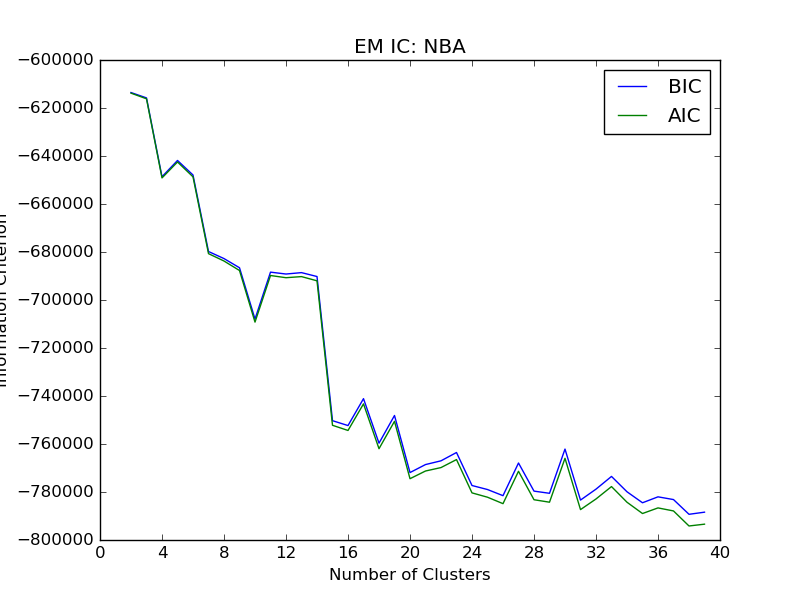 EM IC: NBA
BIC
AIC
−600000
−620000
−640000
−660000
−680000
−700000
−720000
−740000
−760000
−780000
−800000
Information Criterion
0 4 8 12 16 20 24 28 32 36 40
Number of Clusters